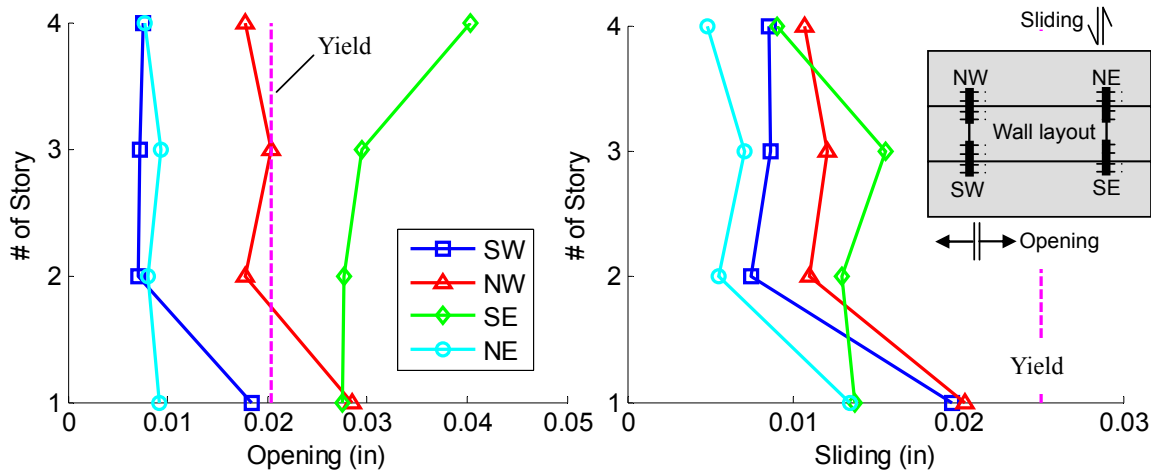 4
3
2
1
# of Story
0
0.01
0.02
0.03
0.04
0.05
Opening (in)
Yield
SW
NW
SE
NE
4
3
2
1
# of Story
0
0.01
0.02
0.03
Sliding (in)
Sliding
NW
NE
Wall layout
SW
SE
Opening
Yield